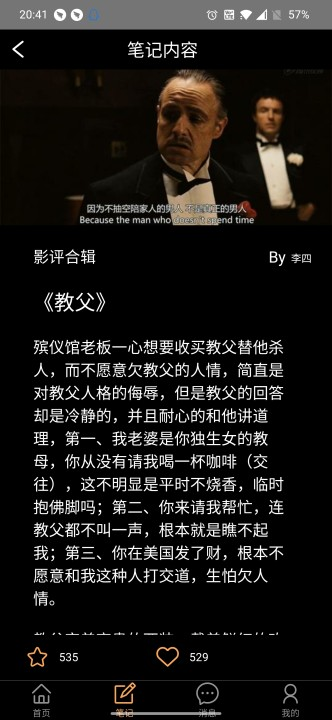 20:41
57%
笔记内容
因为不抽空陪家人的男人 不是真正的男人
Because the man who doesn't spend time
影评合辑
By 李四
《教父》
殡仪馆老板一心想要收买教父替他杀
人，而不愿意欠教父的人情，简直是
对教父人格的侮辱，但是教父的回答
却是冷静的，并且耐心的和他讲道
理，第一、我老婆是你独生女的教
母，你从没有请我喝一杯咖啡（交
往），这不明显是平时不烧香，临时
抱佛脚吗；第二、你来请我帮忙，连
教父都不叫一声，根本就是瞧不起
我；第三、你在美国发了财，根本不
愿意和我这种人打交道，生怕欠人
情。
535
529
首页
笔记
消息
我的